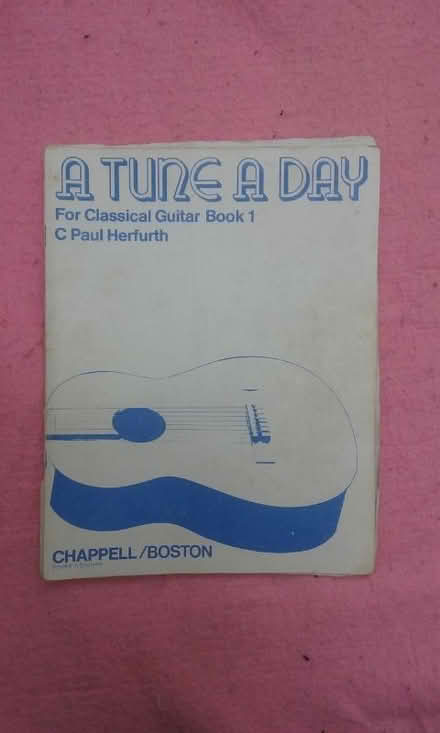 A TUNE A DAY
For Classical Guitar Book 1
C Paul Herfurth
CHAPPELL/BOSTON